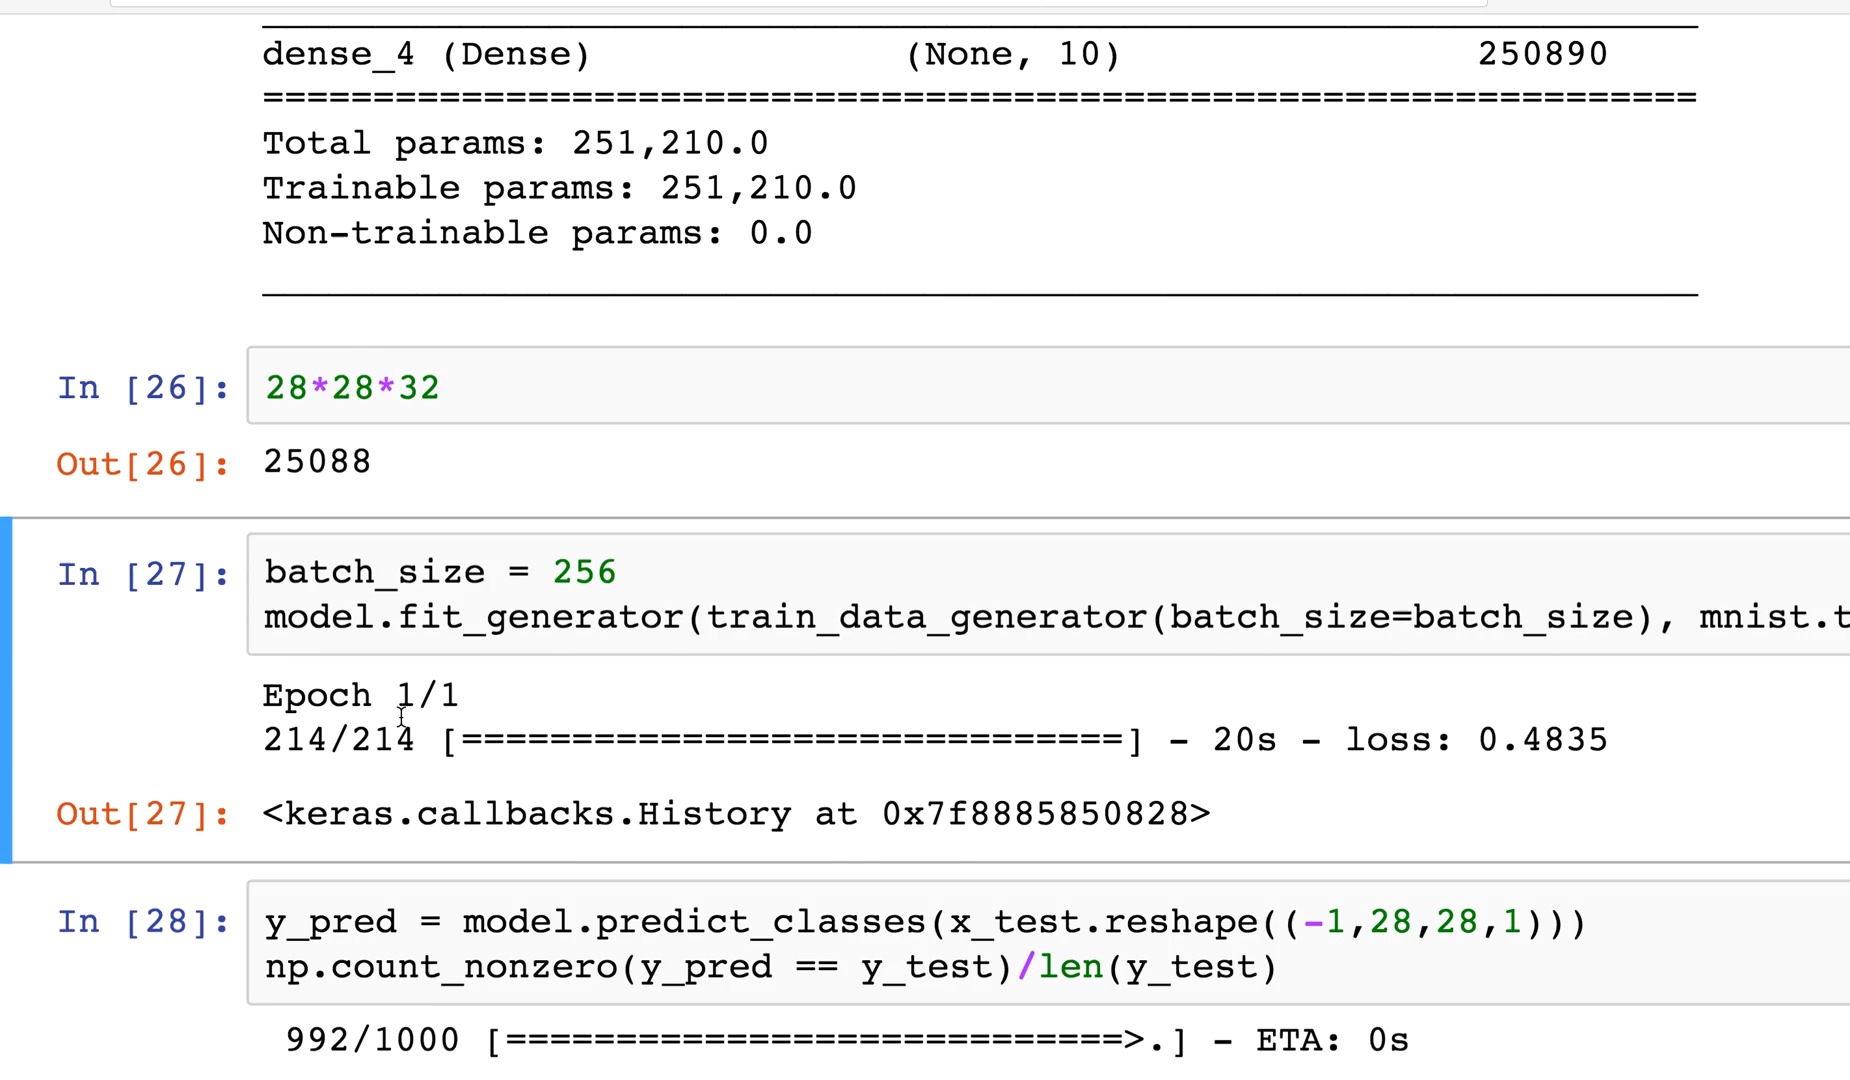 dense_4 (Dense) (None, 10) 250890
=================================================================
Total params: 251,210.0
Trainable params: 251,210.0
Non-trainable params: 0.0
In [26]: 28*28*32
Out[26]: 25088
In [27]: batch_size = 256
model.fit_generator(train_data_generator(batch_size=batch_size), mnist.t
Epoch 1/1
214/214 [==============================] - 20s - loss: 0.4835
Out[27]: <keras.callbacks.History at 0x7f8885850828>
In [28]: y_pred = model.predict_classes(x_test.reshape((-1,28,28,1)))
np.count_nonzero(y_pred == y_test)/len(y_test)
992/1000 [============================>.] - ETA: 0s